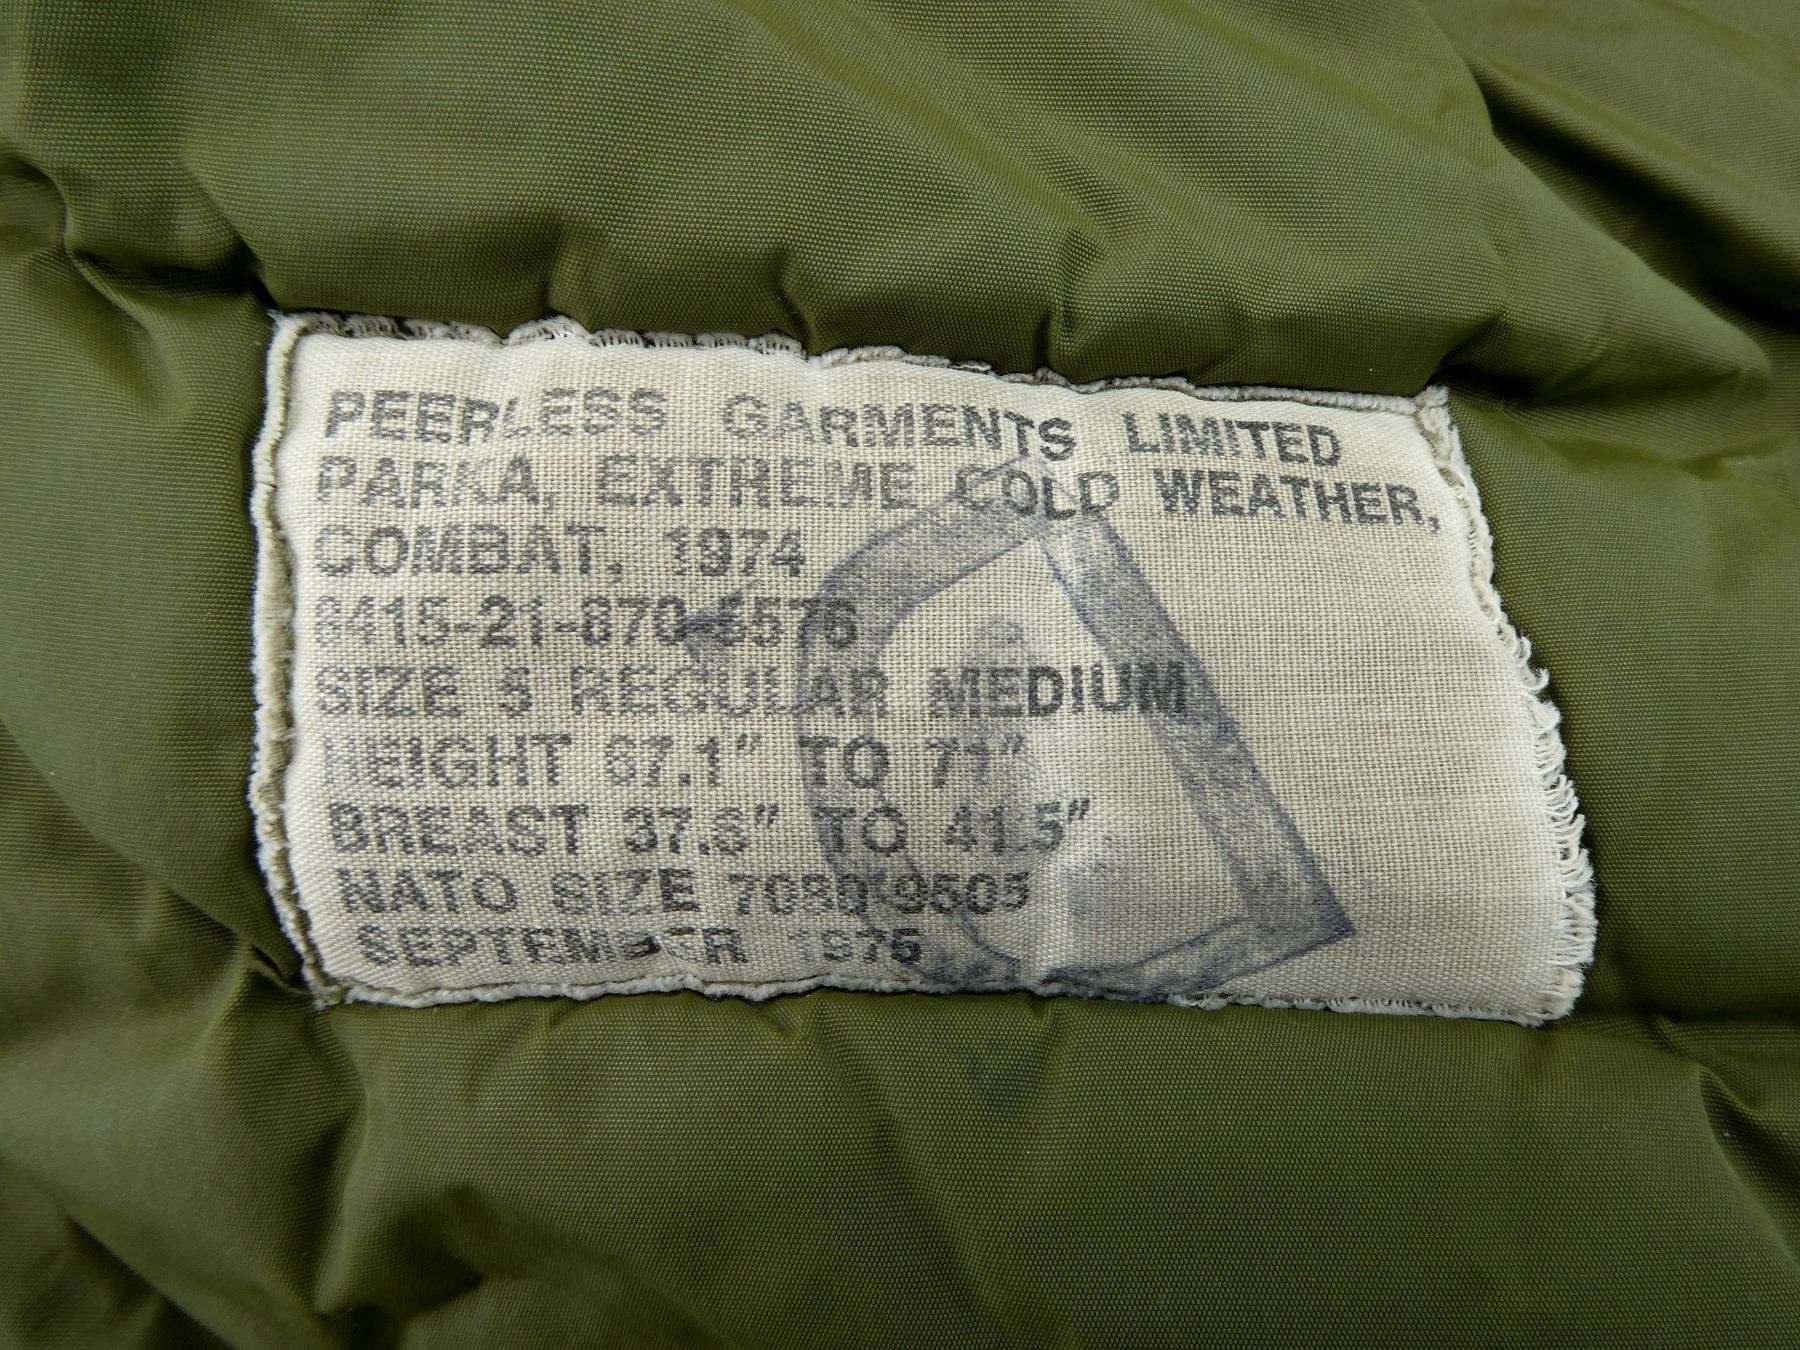 PEERLESS GARMENTS LIMITED
PARKA, EXTREME COLD WEATHER,
COMBAT, 1974
8415-21-870-5576
SIZE 5 REGULAR MEDIUM
HEIGHT 67.1" TO 71"
BREAST 37.6" TO 41.5"
NATO SIZE 7080-9505
SEPTEMBER 1975